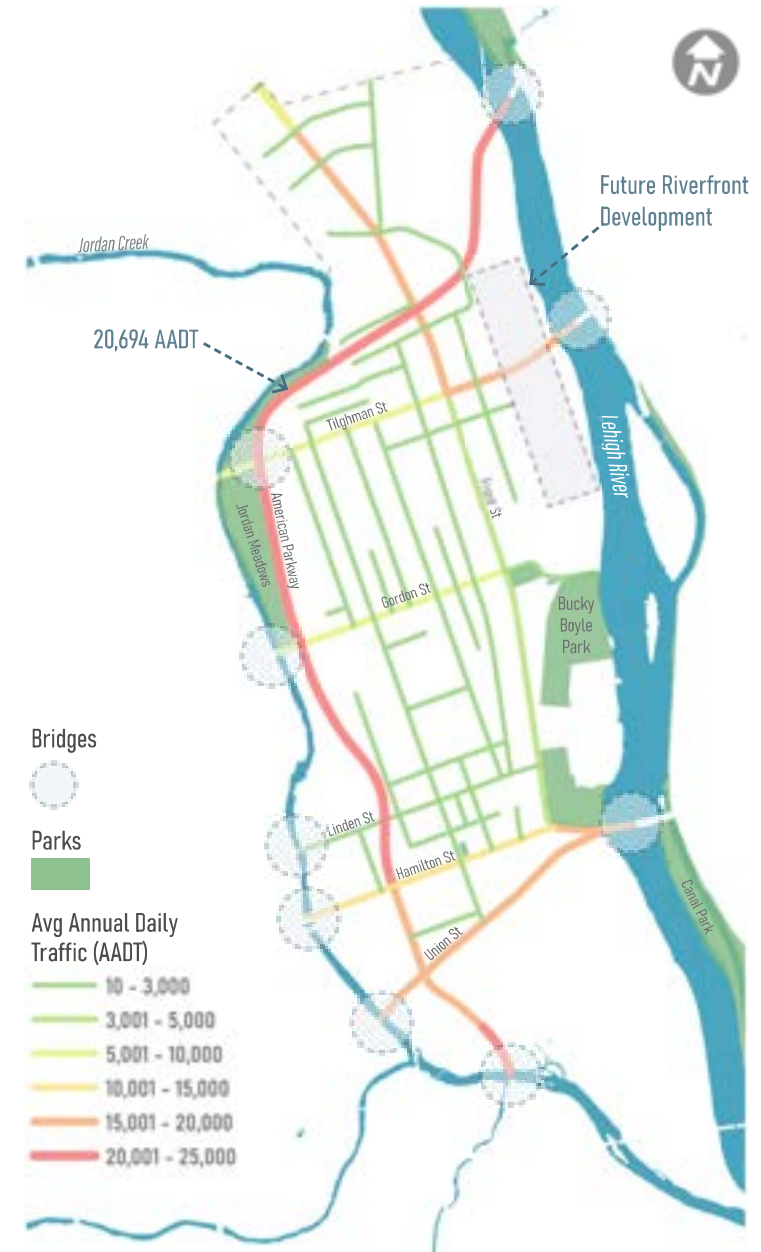 N
Future Riverfront
Development
Jordan Creek
20,694 AADT
Tilghman St
Lehigh River
Front St
American Parkway
Jordan Meadows
Gordon St
Bucky
Boyle
Park
Bridges
Parks
Linden St
Hamilton St
Canal Park
Union St
Avg Annual Daily
Traffic (AADT)
10 - 3,000
3,001 - 5,000
5,001 - 10,000
10,001 - 15,000
15,001 - 20,000
20,001 - 25,000